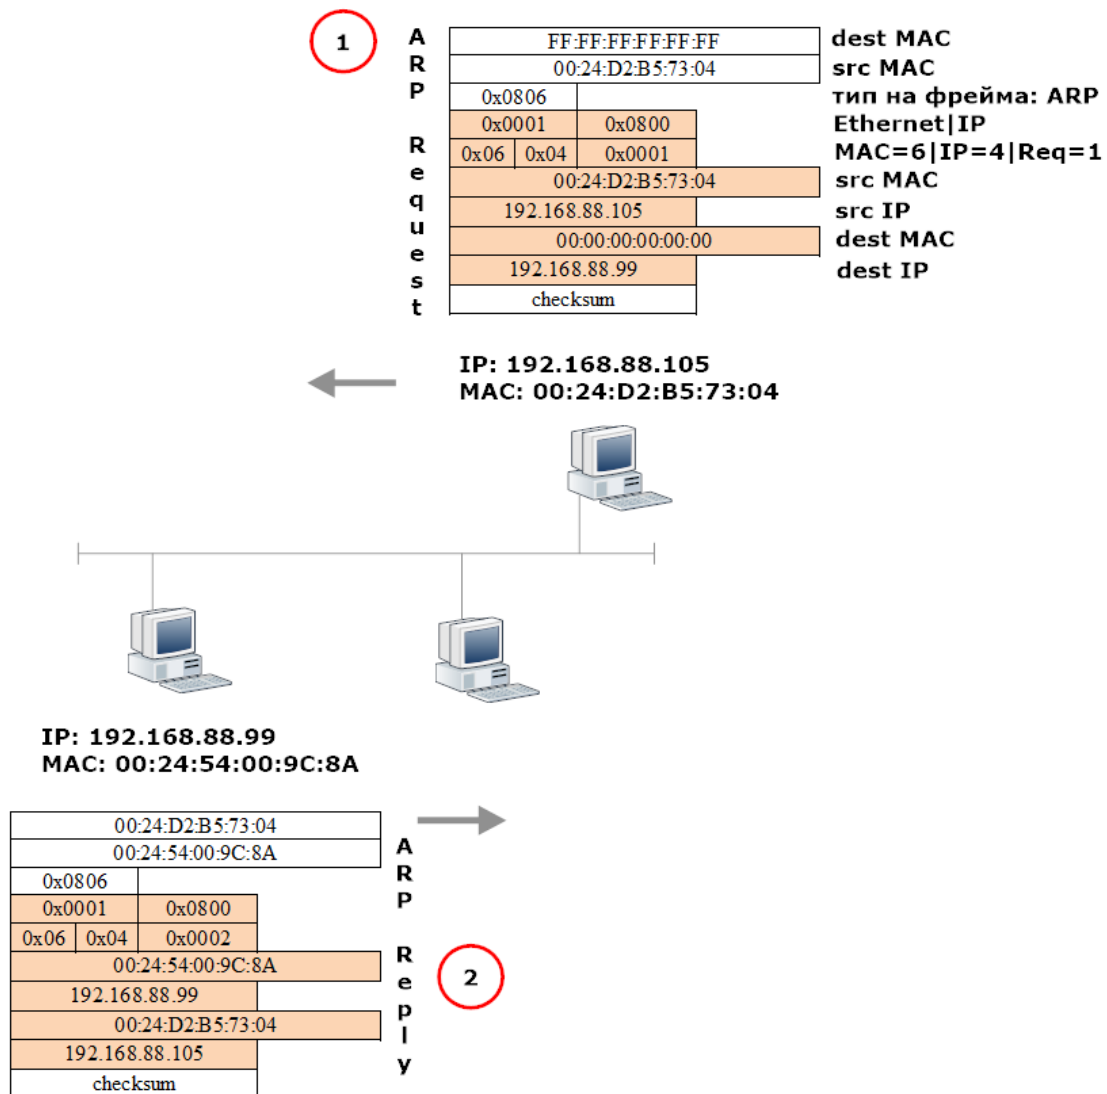 1
ARP Request
FF:FF:FF:FF:FF:FF dest MAC
00:24:D2:B5:73:04 src MAC
0x0806 тип на фрейма: ARP
0x0001 0x0800 Ethernet|IP
0x06 0x04 0x0001 MAC=6|IP=4|Req=1
00:24:D2:B5:73:04 src MAC
192.168.88.105 src IP
00:00:00:00:00:00 dest MAC
192.168.88.99 dest IP
checksum
IP: 192.168.88.105
MAC: 00:24:D2:B5:73:04
IP: 192.168.88.99
MAC: 00:24:54:00:9C:8A
00:24:D2:B5:73:04
00:24:54:00:9C:8A
0x0806
0x0001 0x0800
0x06 0x04 0x0002
00:24:54:00:9C:8A
192.168.88.99
00:24:D2:B5:73:04
192.168.88.105
checksum
ARP Reply
2